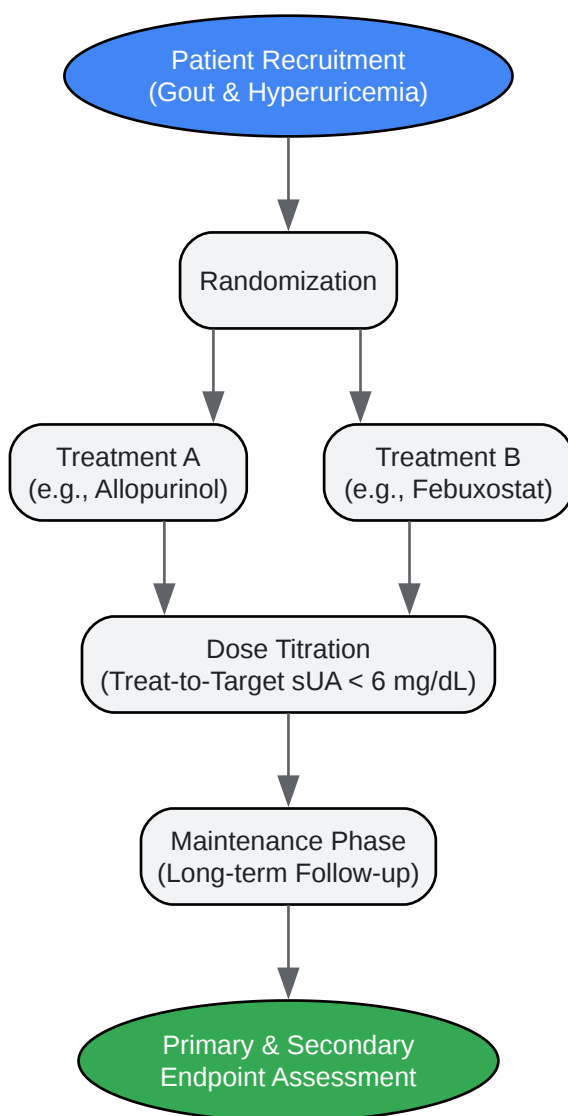 Patient Recruitment
(Gout & Hyperuricemia)
Randomization
Treatment A
(e.g., Allopurinol)
Treatment B
(e.g., Febuxostat)
Dose Titration
(Treat-to-Target sUA < 6 mg/dL)
Maintenance Phase
(Long-term Follow-up)
Primary & Secondary
Endpoint Assessment